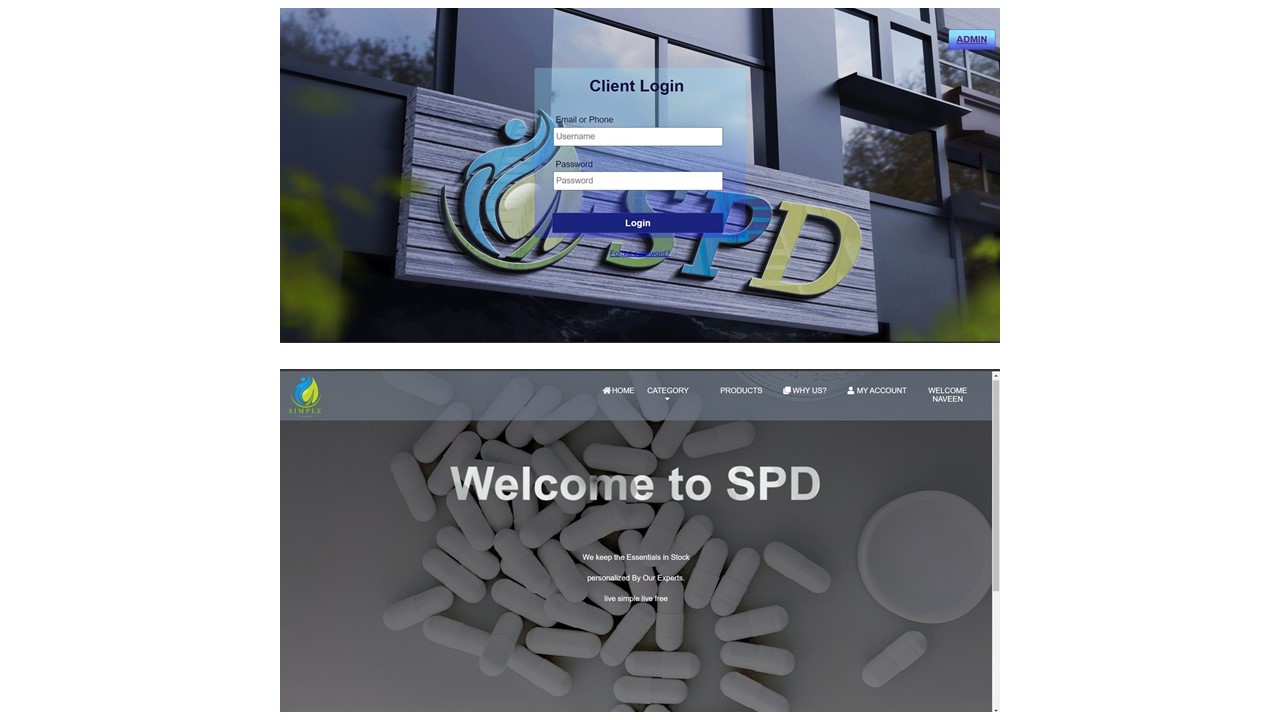 ADMIN
Client Login
Email or Phone
Username
Password
Password
Login
SPD
SIMPLE
HOME
CATEGORY
PRODUCTS
WHY US?
MY ACCOUNT
WELCOME
NAVEEN
Welcome to SPD
We keep the Essentials in Stock
personalized By Our Experts.
live simple live free